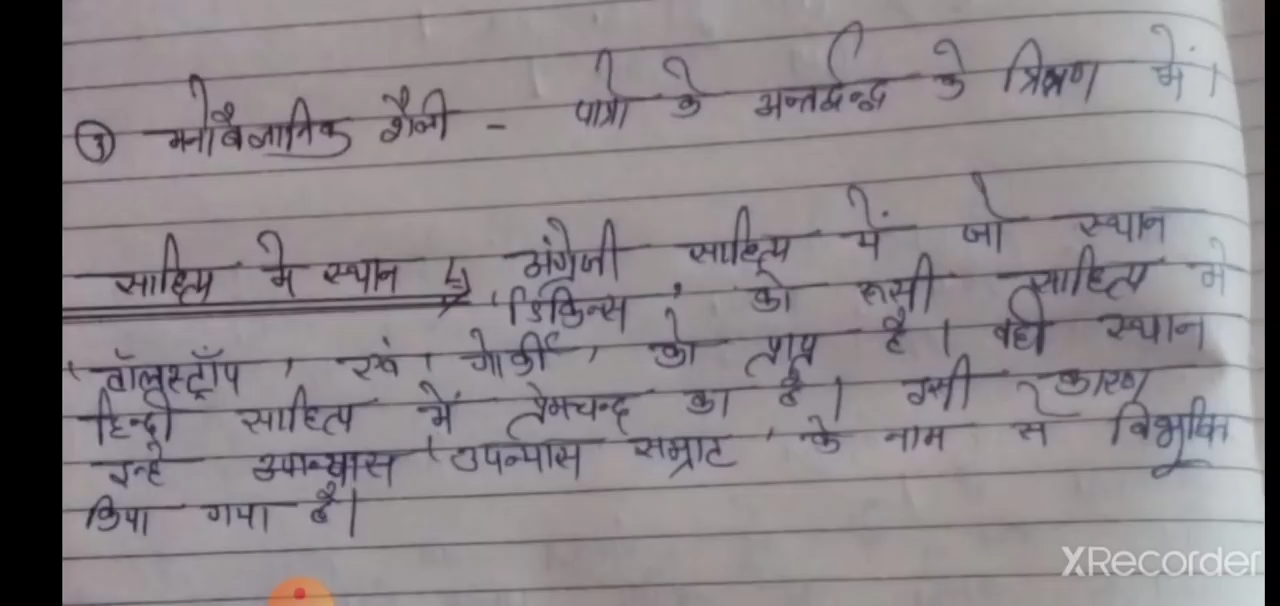 ③ मनोवैज्ञानिक शैली - पात्रो के अन्तर्द्वन्द्व के चित्रण में।
साहित्य मे स्थान ⇒ अंग्रेजी साहित्य में जो स्थान
'डिकिन्स' को रूसी साहित्य मे
'टॉलस्ट्रॉय' एवं 'गोर्की' को प्राप्त है। वही स्थान
हिन्दी साहित्य में प्रेमचन्द का है। इसी कारण
इन्हे उपन्यास 'उपन्यास सम्राट' के नाम से विभूषित
किया गया है।
XRecorder